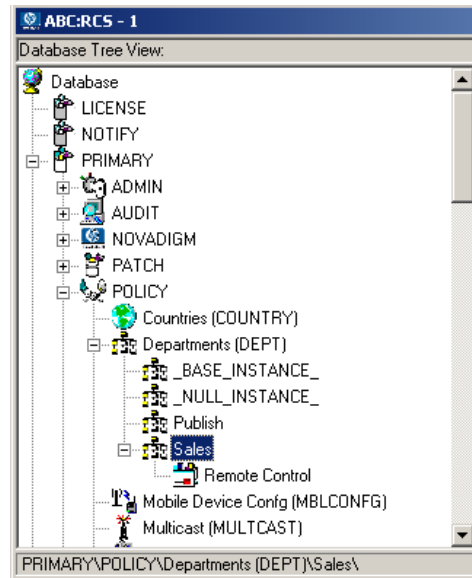 ABC:RCS - 1
Database Tree View:
Database
LICENSE
NOTIFY
PRIMARY
ADMIN
AUDIT
NOVADIGM
PATCH
POLICY
Countries (COUNTRY)
Departments (DEPT)
_BASE_INSTANCE_
_NULL_INSTANCE_
Publish
Sales
Remote Control
Mobile Device Confg (MBLCONFG)
Multicast (MULTCAST)
PRIMARY\POLICY\Departments (DEPT)\Sales\